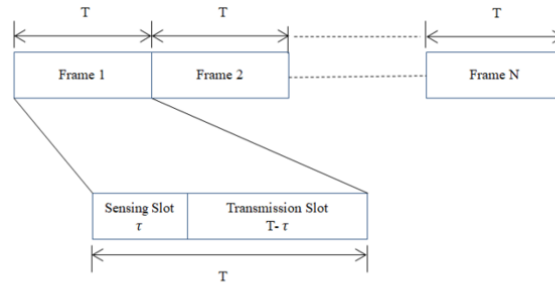 T T T
Frame 1 Frame 2 Frame N
Sensing Slot Transmission Slot
τ T- τ
T